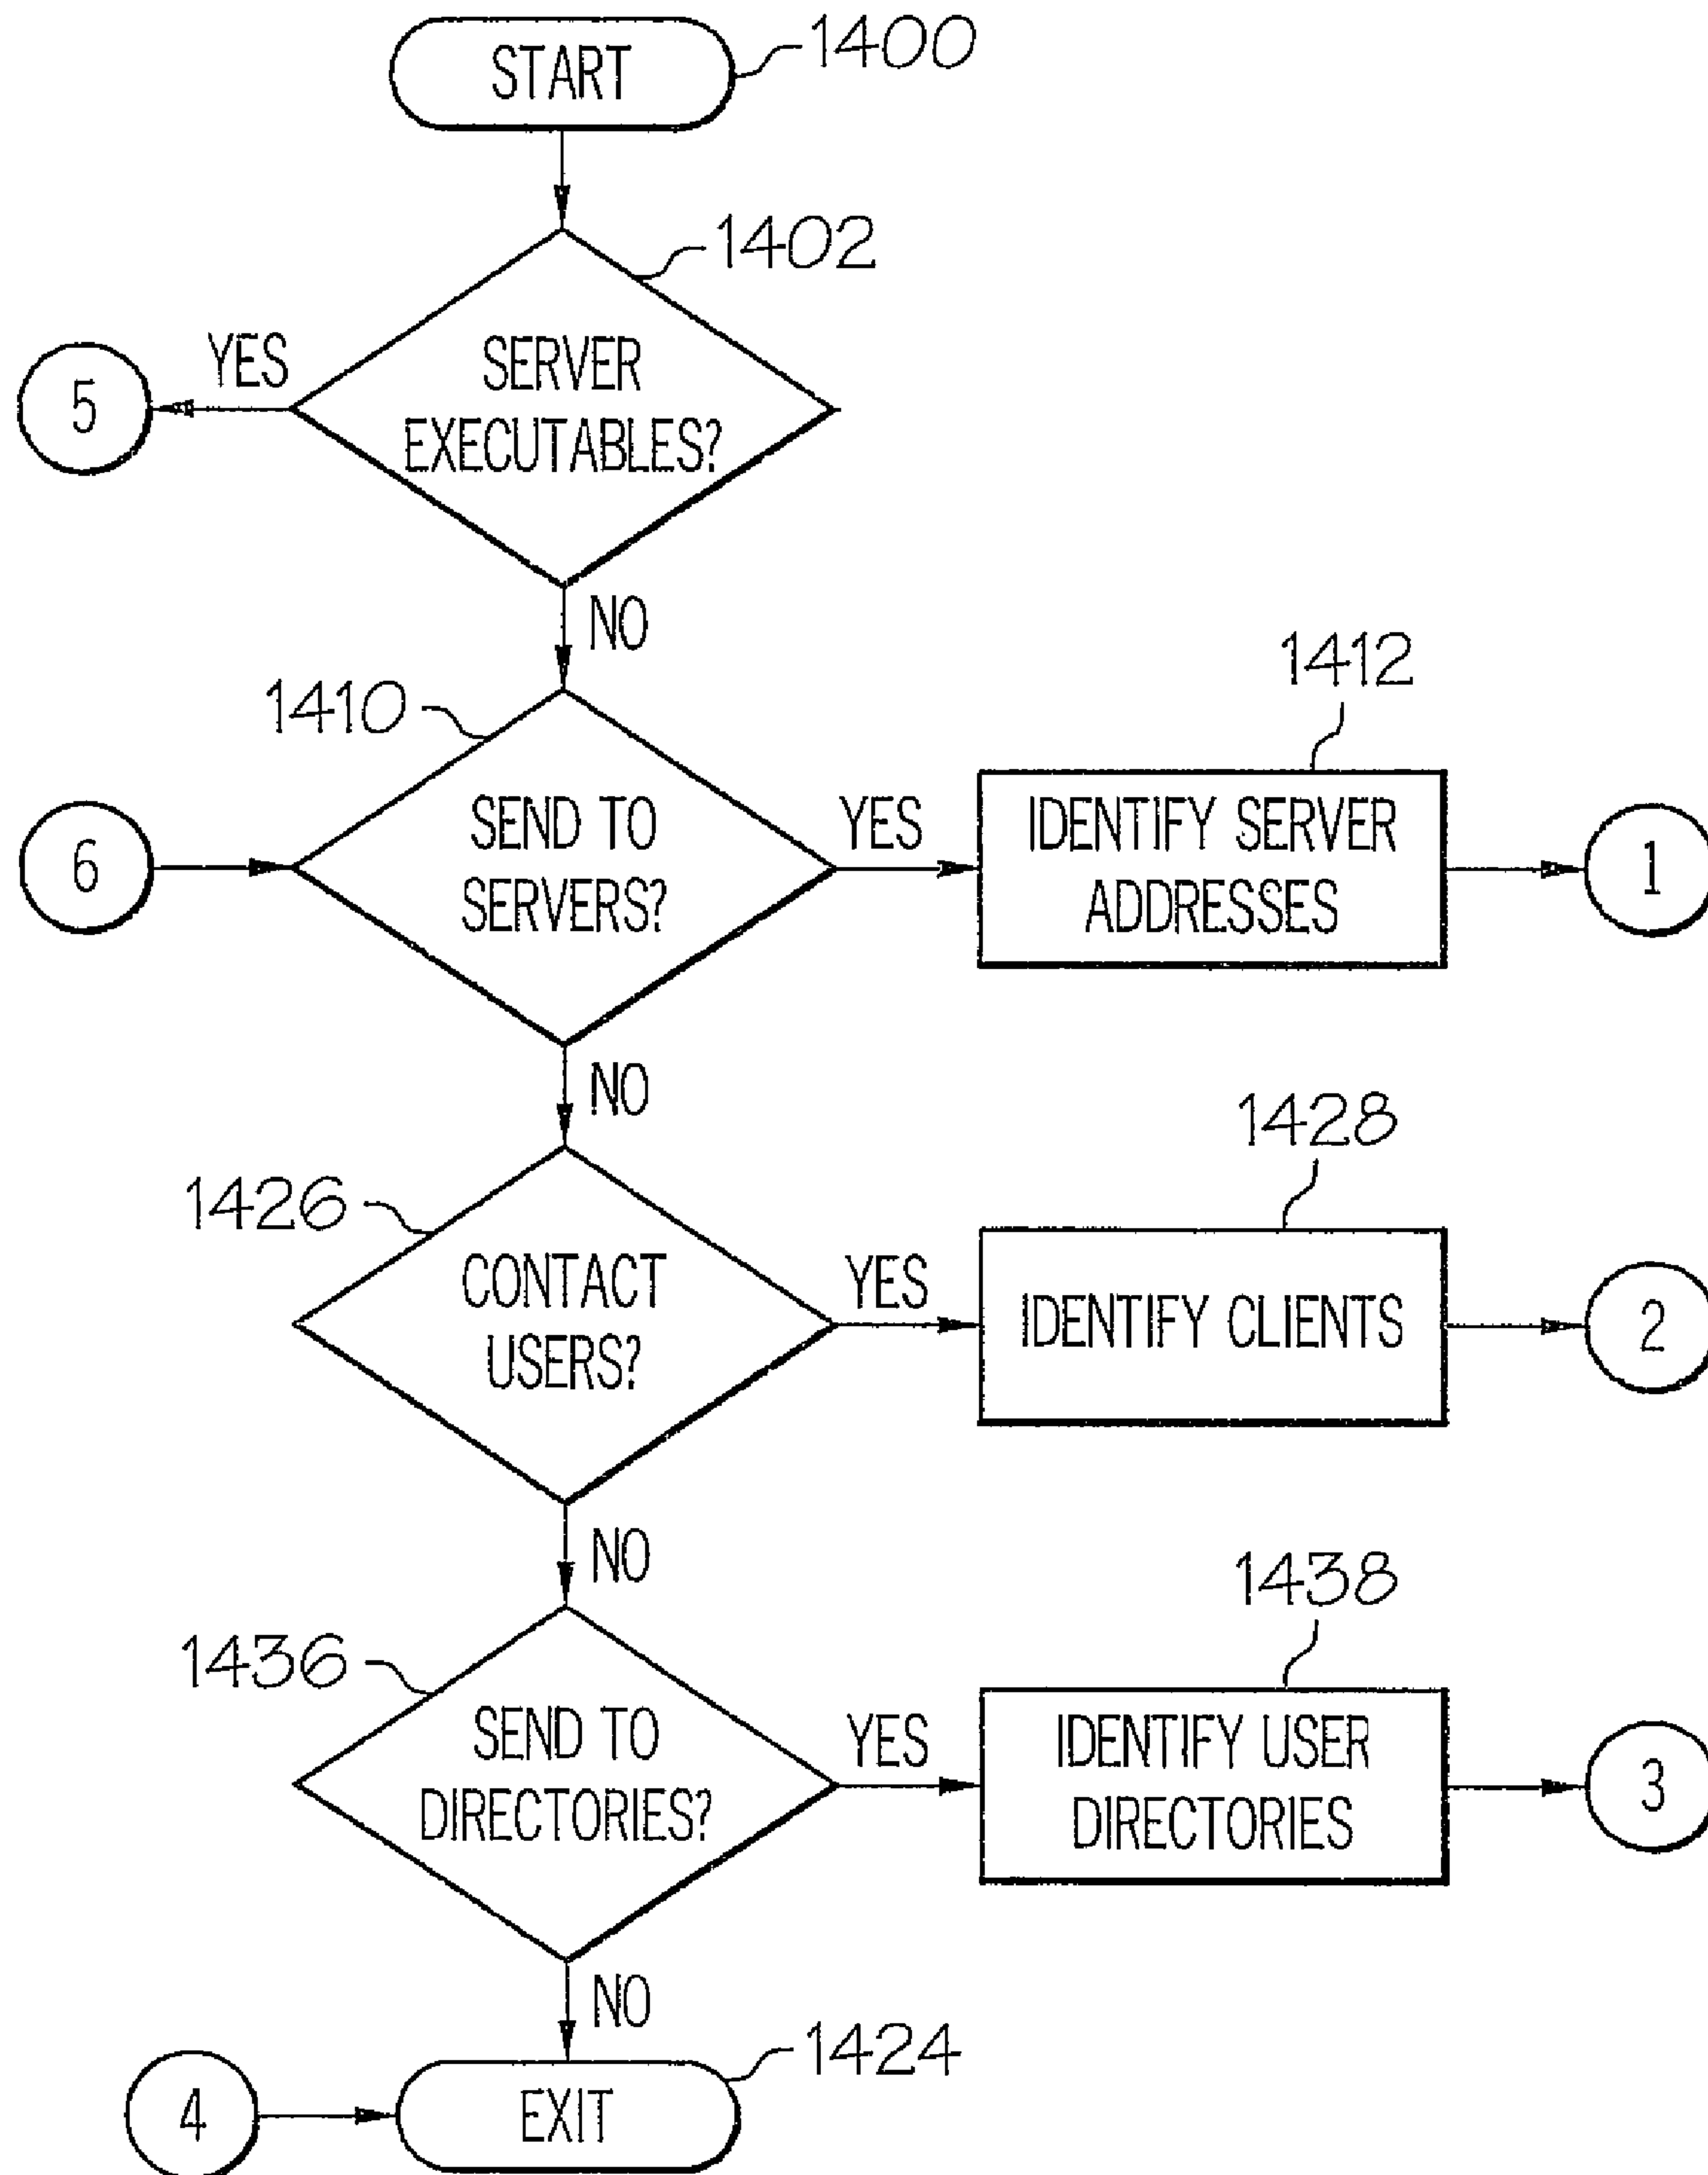 START
1400
1402
YES
SERVER
EXECUTABLES?
5
NO
1410
1412
6
SEND TO
SERVERS?
YES
IDENTIFY SERVER
ADDRESSES
1
NO
1426
1428
CONTACT
USERS?
YES
IDENTIFY CLIENTS
2
NO
1436
1438
SEND TO
DIRECTORIES?
YES
IDENTIFY USER
DIRECTORIES
3
NO
1424
4
EXIT